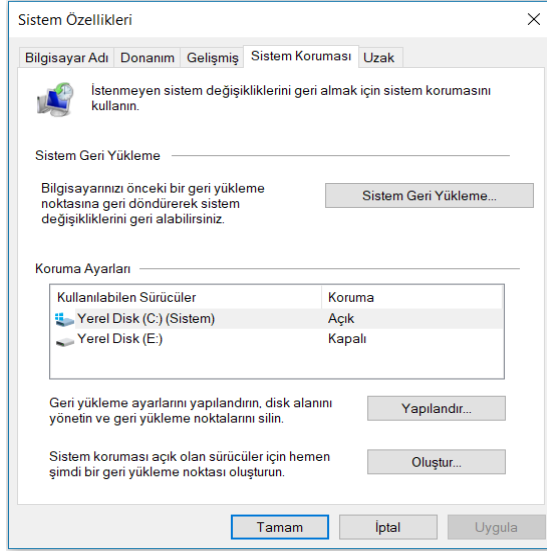 Sistem Özellikleri
Bilgisayar Adı Donanım Gelişmiş Sistem Koruması Uzak
İstenmeyen sistem değişikliklerini geri almak için sistem korumasını
kullanın.
Sistem Geri Yükleme
Bilgisayarınızı önceki bir geri yükleme
noktasına geri döndürerek sistem
değişikliklerini geri alabilirsiniz.
Sistem Geri Yükleme...
Koruma Ayarları
Kullanılabilen Sürücüler Koruma
Yerel Disk (C:) (Sistem) Açık
Yerel Disk (E:) Kapalı
Geri yükleme ayarlarını yapılandırın, disk alanını
yönetin ve geri yükleme noktalarını silin.
Yapılandır...
Sistem koruması açık olan sürücüler için hemen
şimdi bir geri yükleme noktası oluşturun.
Oluştur...
Tamam İptal Uygula